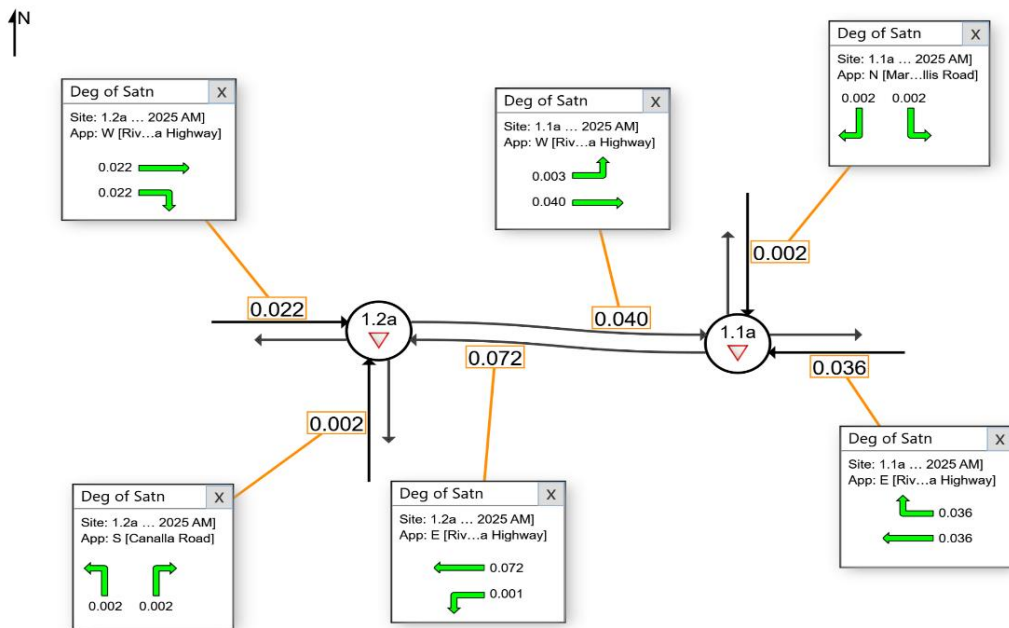 N
Deg of Satn X
Site: 1.2a ... 2025 AM]
App: W [Riv...a Highway]
0.022
0.022
Deg of Satn X
Site: 1.1a ... 2025 AM]
App: W [Riv...a Highway]
0.003
0.040
Deg of Satn X
Site: 1.1a ... 2025 AM]
App: N [Mar...llis Road]
0.002 0.002
0.022
1.2a
0.040
1.1a
0.002
0.072
0.036
0.002
Deg of Satn X
Site: 1.2a ... 2025 AM]
App: S [Canalla Road]
0.002 0.002
Deg of Satn X
Site: 1.2a ... 2025 AM]
App: E [Riv...a Highway]
0.072
0.001
Deg of Satn X
Site: 1.1a ... 2025 AM]
App: E [Riv...a Highway]
0.036
0.036